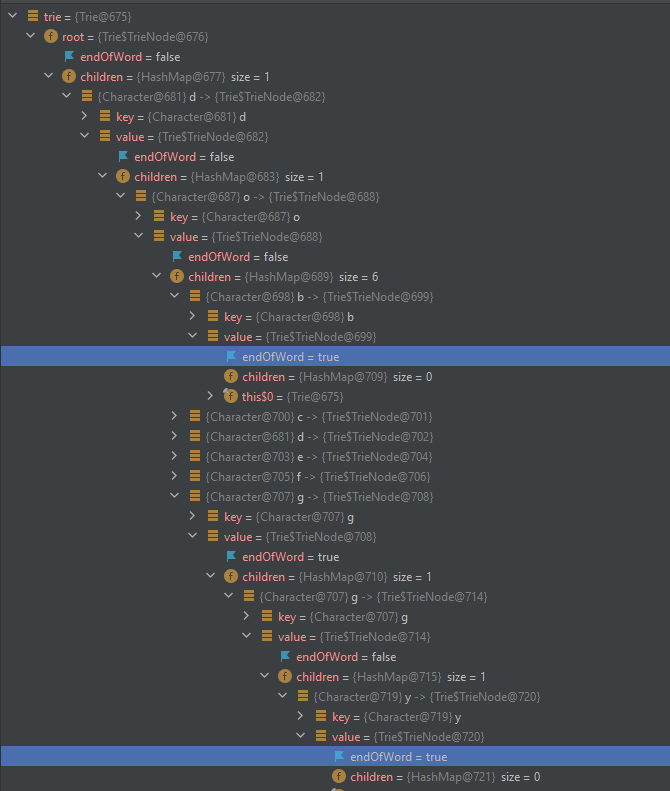 trie = {Trie@675}
f root = {Trie$TrieNode@676}
endOfWord = false
f children = {HashMap@677} size = 1
{Character@681} d -> {Trie$TrieNode@682}
key = {Character@681} d
value = {Trie$TrieNode@682}
endOfWord = false
f children = {HashMap@683} size = 1
{Character@687} o -> {Trie$TrieNode@688}
key = {Character@687} o
value = {Trie$TrieNode@688}
endOfWord = false
f children = {HashMap@689} size = 6
{Character@698} b -> {Trie$TrieNode@699}
key = {Character@698} b
value = {Trie$TrieNode@699}
endOfWord = true
f children = {HashMap@709} size = 0
f this$0 = {Trie@675}
{Character@700} c -> {Trie$TrieNode@701}
{Character@681} d -> {Trie$TrieNode@702}
{Character@703} e -> {Trie$TrieNode@704}
{Character@705} f -> {Trie$TrieNode@706}
{Character@707} g -> {Trie$TrieNode@708}
key = {Character@707} g
value = {Trie$TrieNode@708}
endOfWord = true
f children = {HashMap@710} size = 1
{Character@707} g -> {Trie$TrieNode@714}
key = {Character@707} g
value = {Trie$TrieNode@714}
endOfWord = false
f children = {HashMap@715} size = 1
{Character@719} y -> {Trie$TrieNode@720}
key = {Character@719} y
value = {Trie$TrieNode@720}
endOfWord = true
f children = {HashMap@721} size = 0